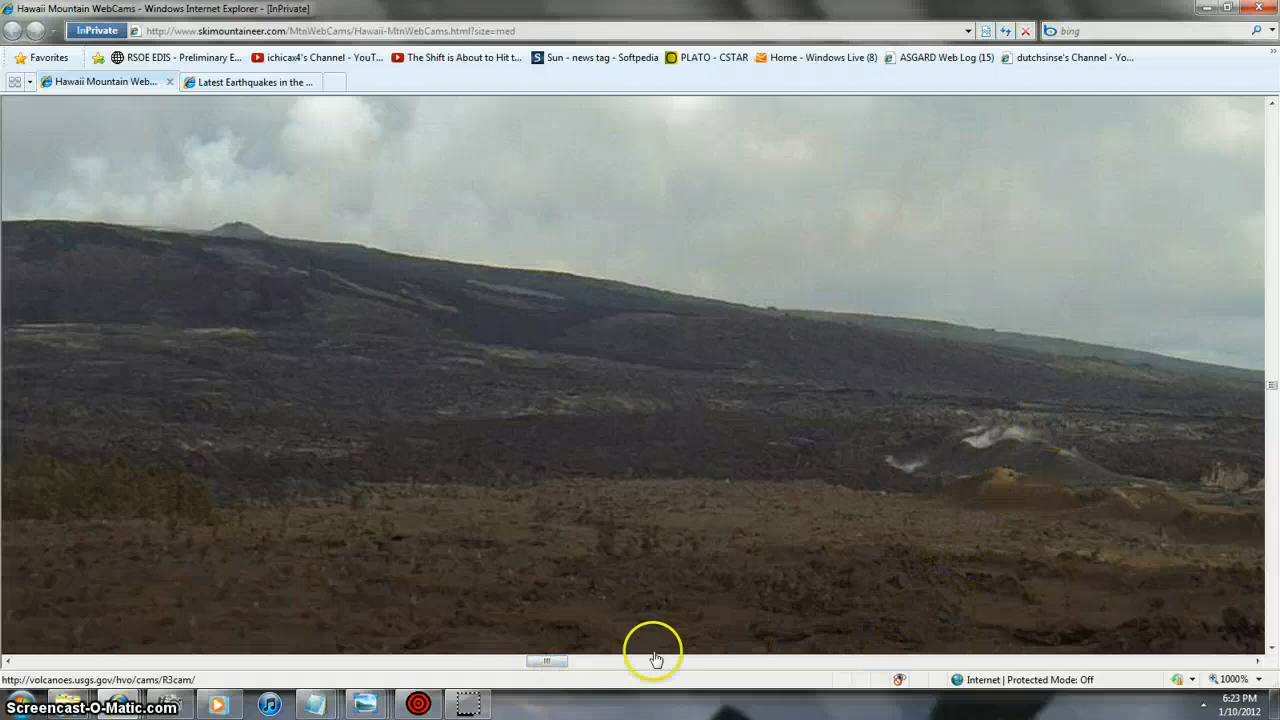 Hawaii Mountain WebCams - Windows Internet Explorer - [InPrivate]
InPrivate http://www.skimountaineer.com/MtnWebCams/Hawaii-MtnWebCams.html?size=med bing
Favorites RSOE EDIS - Preliminary E... ichicax4's Channel - YouT... The Shift is About to Hit t... Sun - news tag - Softpedia PLATO - CSTAR Home - Windows Live (8) ASGARD Web Log (15) dutchsinse's Channel - Yo...
Hawaii Mountain Web... Latest Earthquakes in the ...
http://volcanoes.usgs.gov/hvo/cams/R3cam/ Internet | Protected Mode: Off 1000%
Screencast-O-Matic.com 6:23 PM
1/10/2012